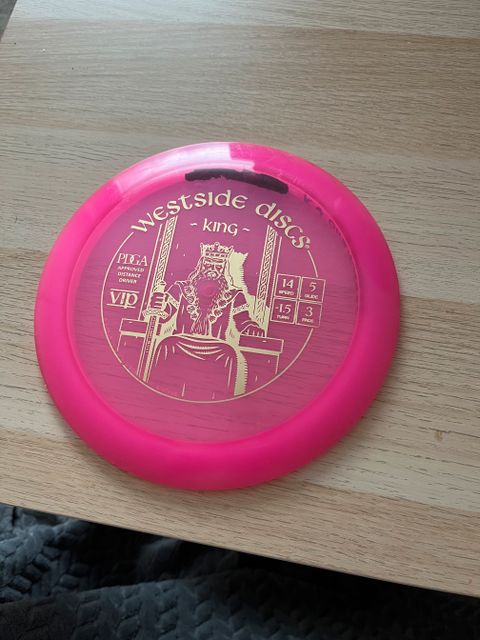 WESTSIDE DISCS
- KING -
PDGA
APPROVED
DISTANCE
DRIVER
VIP
14
SPEED
5
GLIDE
-1.5
TURN
3
FADE